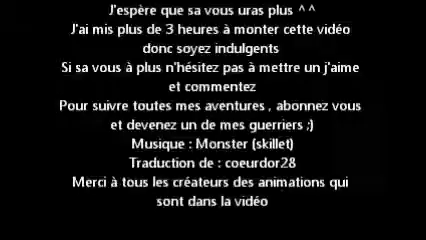 J'espère que sa vous uras plus ^^
J'ai mis plus de 3 heures à monter cette vidéo
donc soyez indulgents
Si sa vous à plus n'hésitez pas à mettre un j'aime
et commentez
Pour suivre toutes mes aventures , abonnez vous
et devenez un de mes guerriers ;)
Musique : Monster (skillet)
Traduction de : coeurdor28
Merci à tous les créateurs des animations qui
sont dans la vidéo